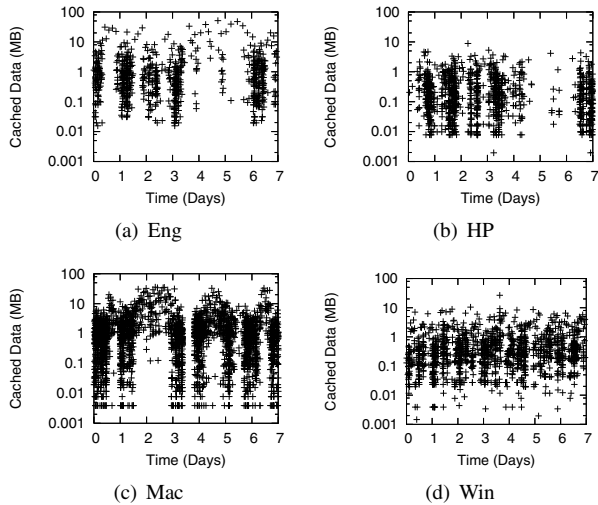 Cached Data (MB)
100
10
1
0.1
0.01
0.001
0 1 2 3 4 5 6 7
Time (Days)
(a) Eng
Cached Data (MB)
100
10
1
0.1
0.01
0.001
0 1 2 3 4 5 6 7
Time (Days)
(b) HP
Cached Data (MB)
100
10
1
0.1
0.01
0.001
0 1 2 3 4 5 6 7
Time (Days)
(c) Mac
Cached Data (MB)
100
10
1
0.1
0.01
0.001
0 1 2 3 4 5 6 7
Time (Days)
(d) Win